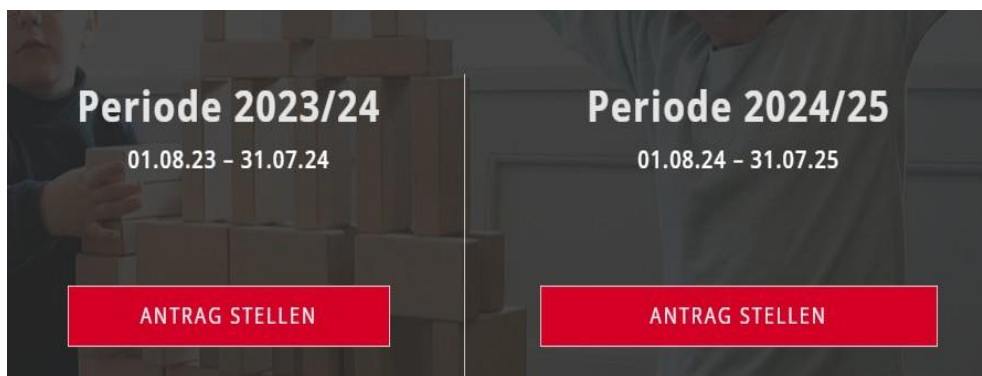 Periode 2023/24
01.08.23 – 31.07.24
ANTRAG STELLEN
Periode 2024/25
01.08.24 – 31.07.25
ANTRAG STELLEN